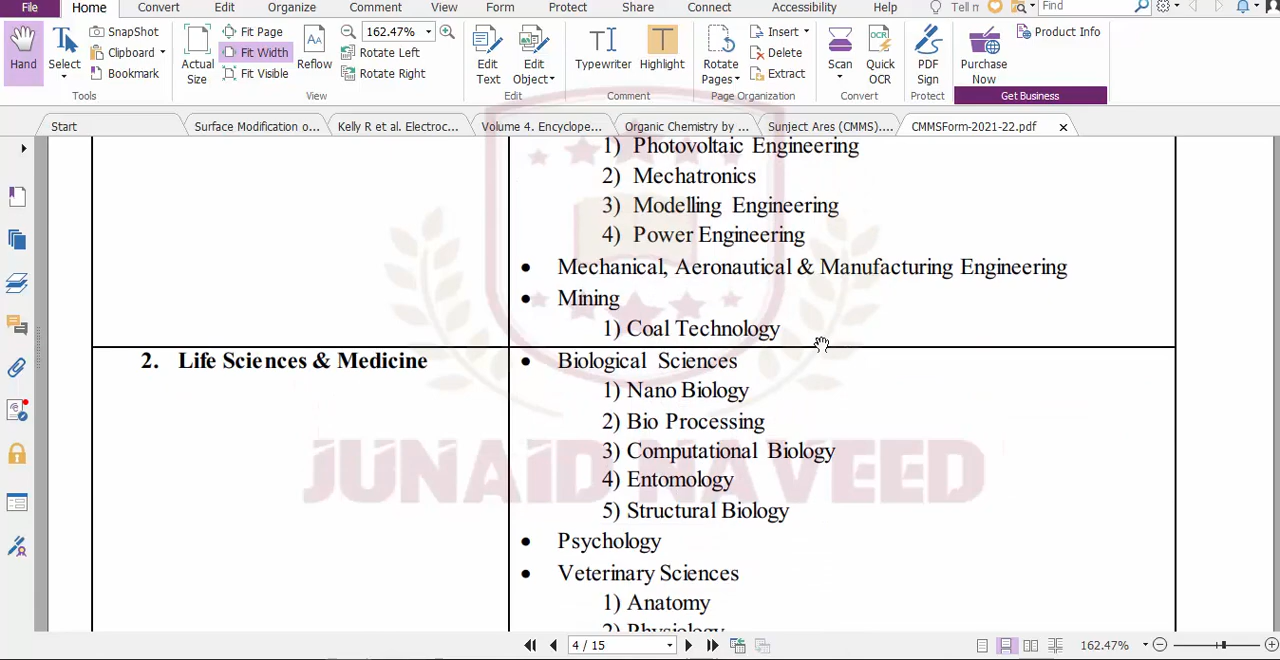 File Home Convert Edit Organize Comment View Form Protect Share Connect Accessibility Help Tell Find
Hand Select SnapShot Clipboard Bookmark Actual Size Fit Page Fit Width Fit Visible Reflow 162.47% Rotate Left Rotate Right Edit Text Edit Object Typewriter Highlight Rotate Pages Insert Delete Extract Scan Quick OCR PDF Sign Purchase Now Product Info
Tools View Edit Comment Page Organization Convert Protect Get Business
Start Surface Modification o... Kelly R et al. Electroc... Volume 4. Encyclope... Organic Chemistry by ... Sunject Ares (CMMS).... CMMSForm-2021-22.pdf
1) Photovoltaic Engineering
2) Mechatronics
3) Modelling Engineering
4) Power Engineering
• Mechanical, Aeronautical & Manufacturing Engineering
• Mining
1) Coal Technology
2. Life Sciences & Medicine • Biological Sciences
1) Nano Biology
2) Bio Processing
3) Computational Biology
4) Entomology
5) Structural Biology
JUNAID NAVEED
• Psychology
• Veterinary Sciences
1) Anatomy
2) Physiology
4 / 15 162.47%